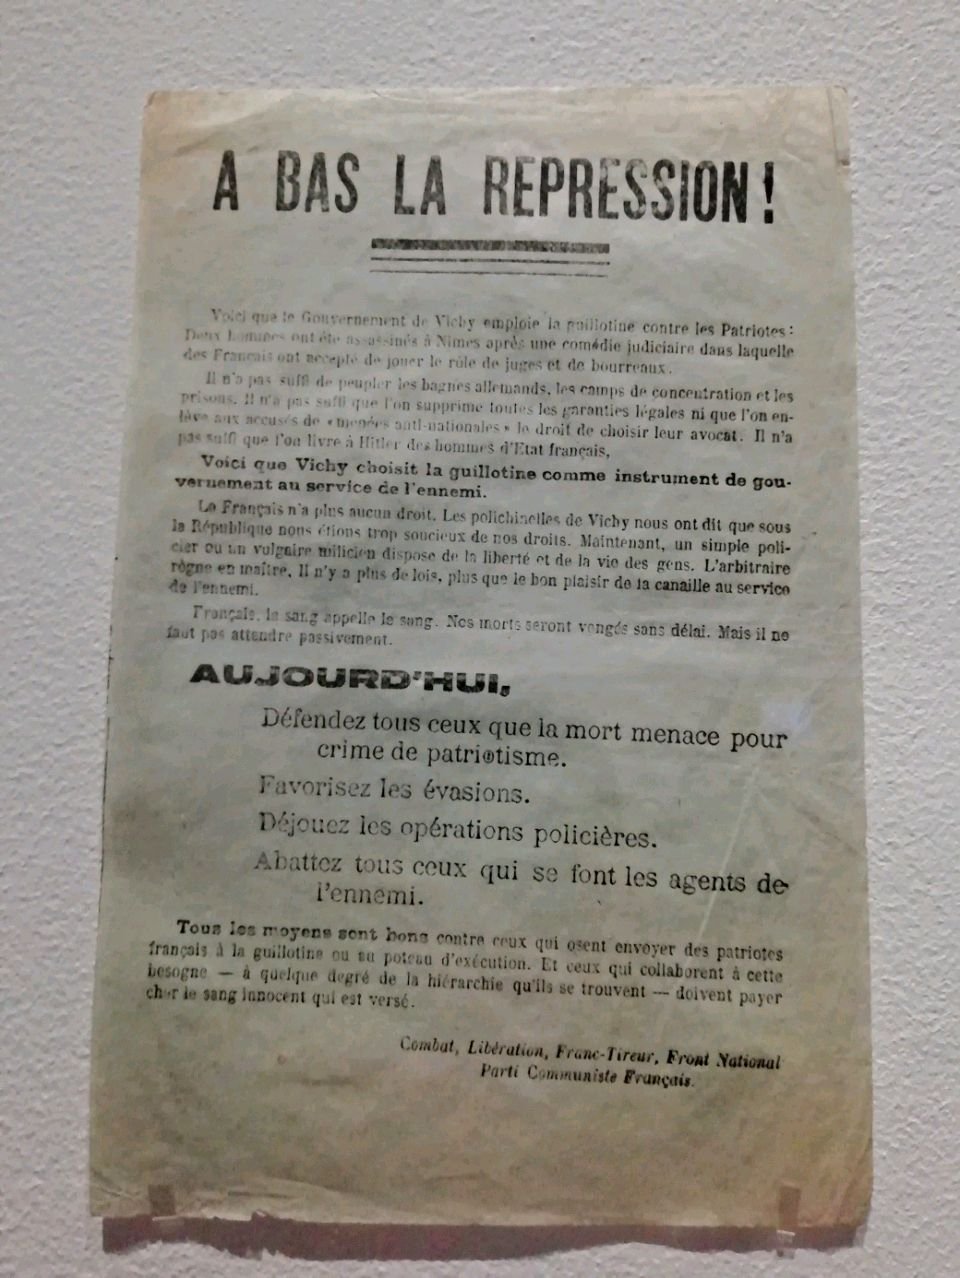 A BAS LA REPRESSION !
Voici que le Gouvernement de Vichy emploie la guillotine contre les Patriotes :
Deux hommes ont été assassinés à Nimes après une comédie judiciaire dans laquelle
des Français ont accepté de jouer le rôle de juges et de bourreaux.
Il n'a pas suffi de peupler les bagnes allemands, les camps de concentration et les
prisons. Il n'a pas suffi que l'on supprime toutes les garanties légales ni que l'on en-
lève aux accusés de « menées anti-nationales » le droit de choisir leur avocat. Il n'a
pas suffi que l'on livre à Hitler des hommes d'Etat français,
Voici que Vichy choisit la guillotine comme instrument de gou-
vernement au service de l'ennemi.
Le Français n'a plus aucun droit. Les polichinelles de Vichy nous ont dit que sous
la République nous étions trop soucieux de nos droits. Maintenant, un simple poli-
cier ou un vulgaire milicien dispose de la liberté et de la vie des gens. L'arbitraire
règne en maître. Il n'y a plus de lois, plus que le bon plaisir de la canaille au service
de l'ennemi.
Français, le sang appelle le sang. Nos morts seront vengés sans délai. Mais il ne
faut pas attendre passivement.
AUJOURD'HUI,
Défendez tous ceux que la mort menace pour
crime de patriotisme.
Favorisez les évasions.
Déjouez les opérations policières.
Abattez tous ceux qui se font les agents de
l'ennemi.
Tous les moyens sont bons contre ceux qui osent envoyer des patriotes
français à la guillotine ou au poteau d'exécution. Et ceux qui collaborent à cette
besogne — à quelque degré de la hiérarchie qu'ils se trouvent — doivent payer
cher le sang innocent qui est versé.
Combat, Libération, Franc-Tireur, Front National
Parti Communiste Français.